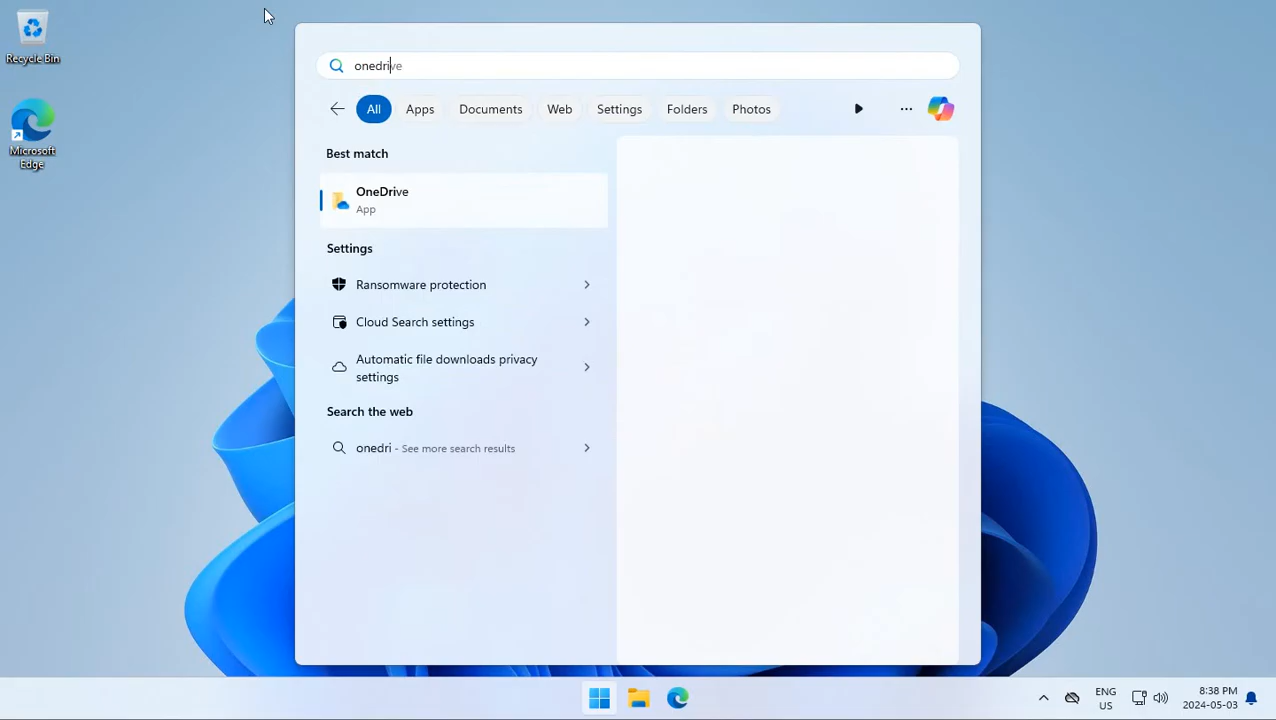 Recycle Bin
Microsoft
Edge
onedrive
All
Apps
Documents
Web
Settings
Folders
Photos
Best match
OneDrive
App
Settings
Ransomware protection
Cloud Search settings
Automatic file downloads privacy
settings
Search the web
onedri - See more search results
ENG
US
8:38 PM
2024-05-03